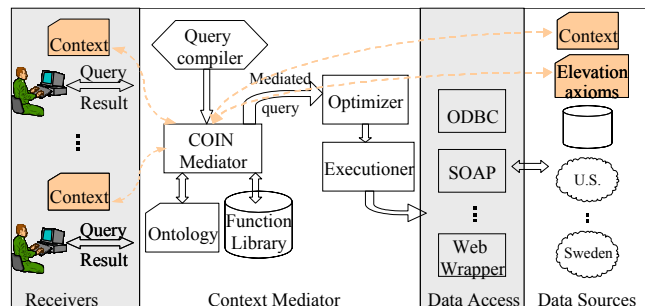 Context
Query
Result
Context
Query
Result
Receivers
Query
compiler
Mediated
query
COIN
Mediator
Optimizer
Executioner
Ontology
Function
Library
Context Mediator
ODBC
SOAP
Web
Wrapper
Data Access
Context
Elevation
axioms
U.S.
Sweden
Data Sources